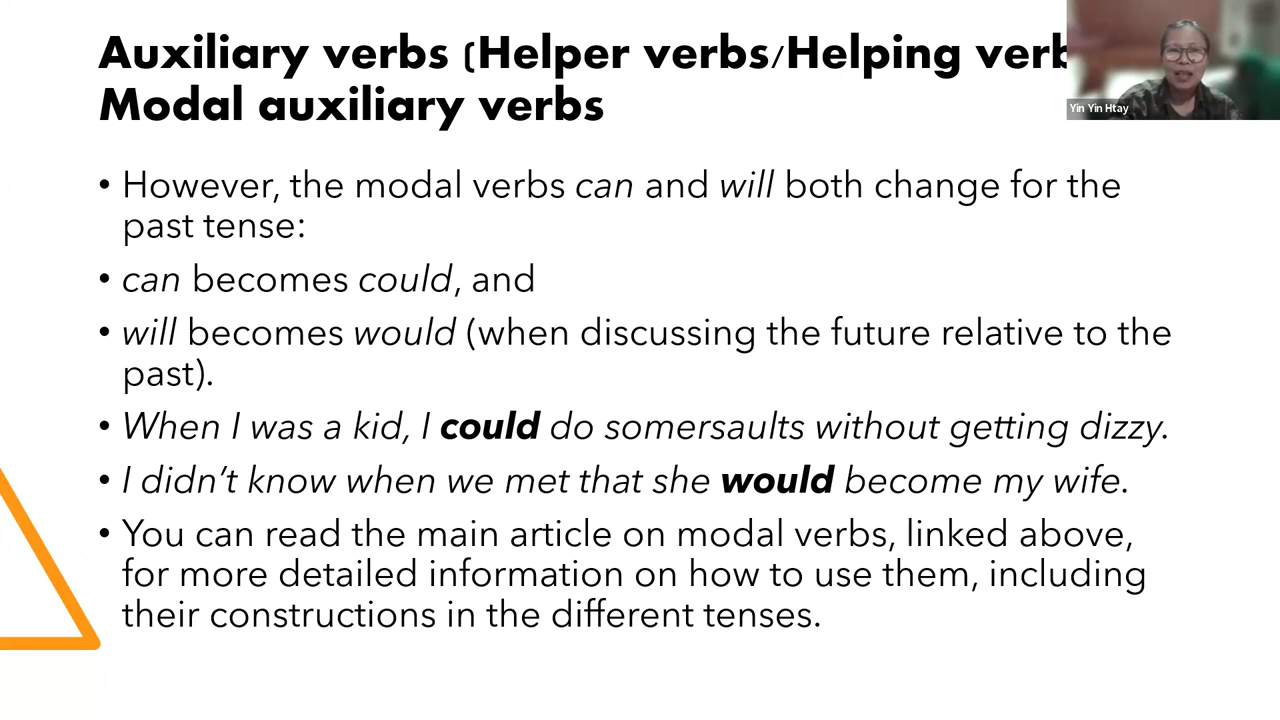 Auxiliary verbs (Helper verbs/Helping
Modal auxiliary verbs
Yin Yin Htay
• However, the modal verbs can and will both change for the
past tense:
• can becomes could, and
• will becomes would (when discussing the future relative to the
past).
• When I was a kid, I could do somersaults without getting dizzy.
• I didn’t know when we met that she would become my wife.
• You can read the main article on modal verbs, linked above,
for more detailed information on how to use them, including
their constructions in the different tenses.